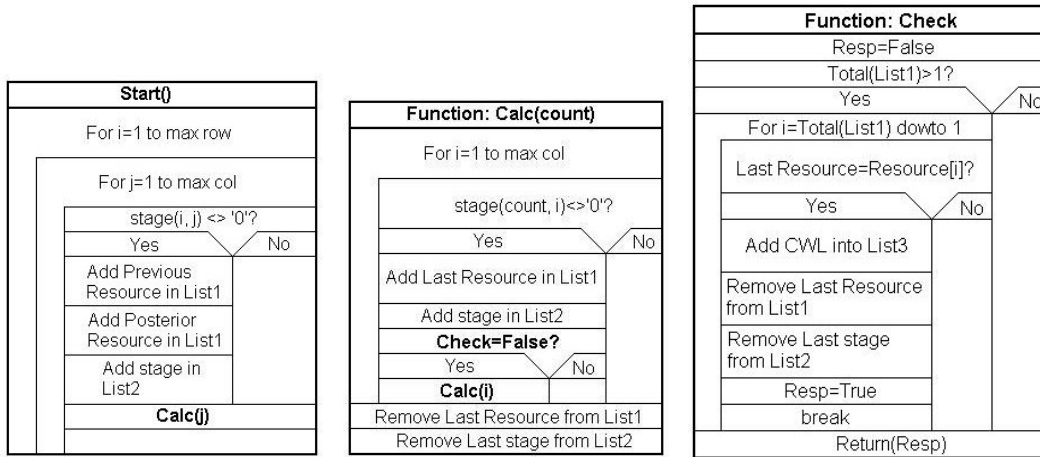 Start()
For i=1 to max row
For j=1 to max col
stage(i, j) <> '0'?
Yes No
Add Previous
Resource in List1
Add Posterior
Resource in List1
Add stage in
List2
Calc(j)
Function: Calc(count)
For i=1 to max col
stage(count, i)<>'0'?
Yes No
Add Last Resource in List1
Add stage in List2
Check=False?
Yes No
Calc(i)
Remove Last Resource from List1
Remove Last stage from List2
Function: Check
Resp=False
Total(List1)>1?
Yes No
For i=Total(List1) dowto 1
Last Resource=Resource[i]?
Yes No
Add CWL into List3
Remove Last Resource
from List1
Remove Last stage
from List2
Resp=True
break
Return(Resp)